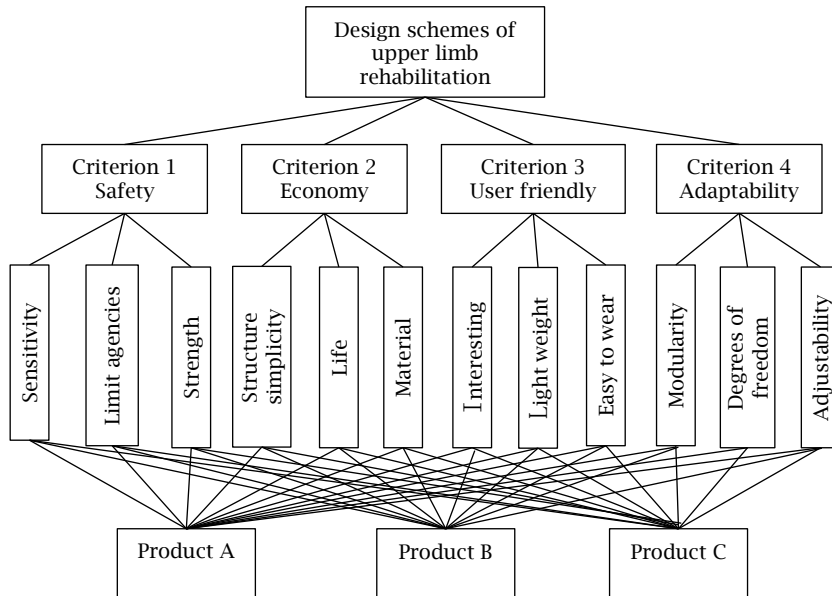 Design schemes of
upper limb
rehabilitation
Criterion 1
Safety
Criterion 2
Economy
Criterion 3
User friendly
Criterion 4
Adaptability
Sensitivity
Limit agencies
Strength
Structure
simplicity
Life
Material
Interesting
Light weight
Easy to wear
Modularity
Degrees of
freedom
Adjustability
Product A
Product B
Product C